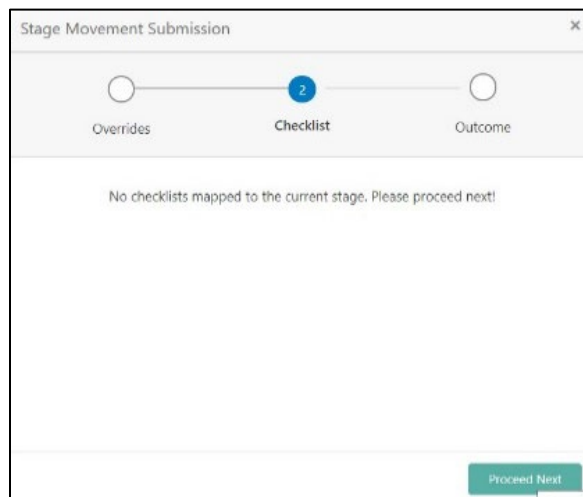 Stage Movement Submission ×
2
Overrides Checklist Outcome
No checklists mapped to the current stage. Please proceed next!
Proceed Next